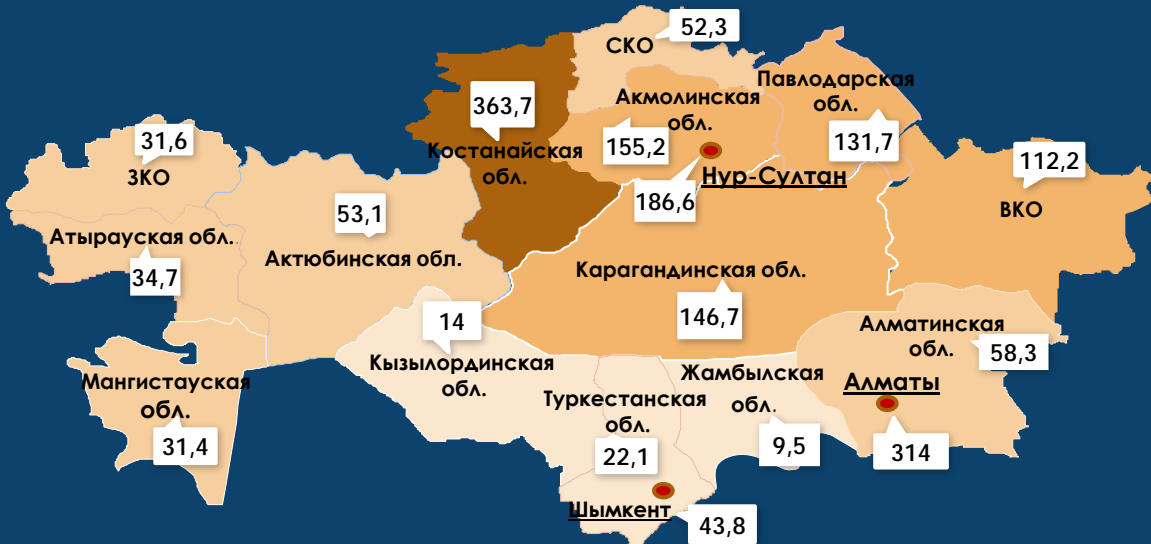 СКО
52,3
Павлодарская
обл.
131,7
363,7
Костанайская
обл.
Акмолинская
обл.
155,2
Нур-Султан
186,6
31,6
ЗКО
112,2
ВКО
53,1
Актюбинская обл.
Атырауская обл.
34,7
Карагандинская обл.
146,7
14
Кызылординская
обл.
Алматинская
обл.
58,3
Мангистауская
обл.
31,4
Туркестанская
обл.
22,1
Жамбылская
обл.
9,5
Алматы
314
Шымкент
43,8